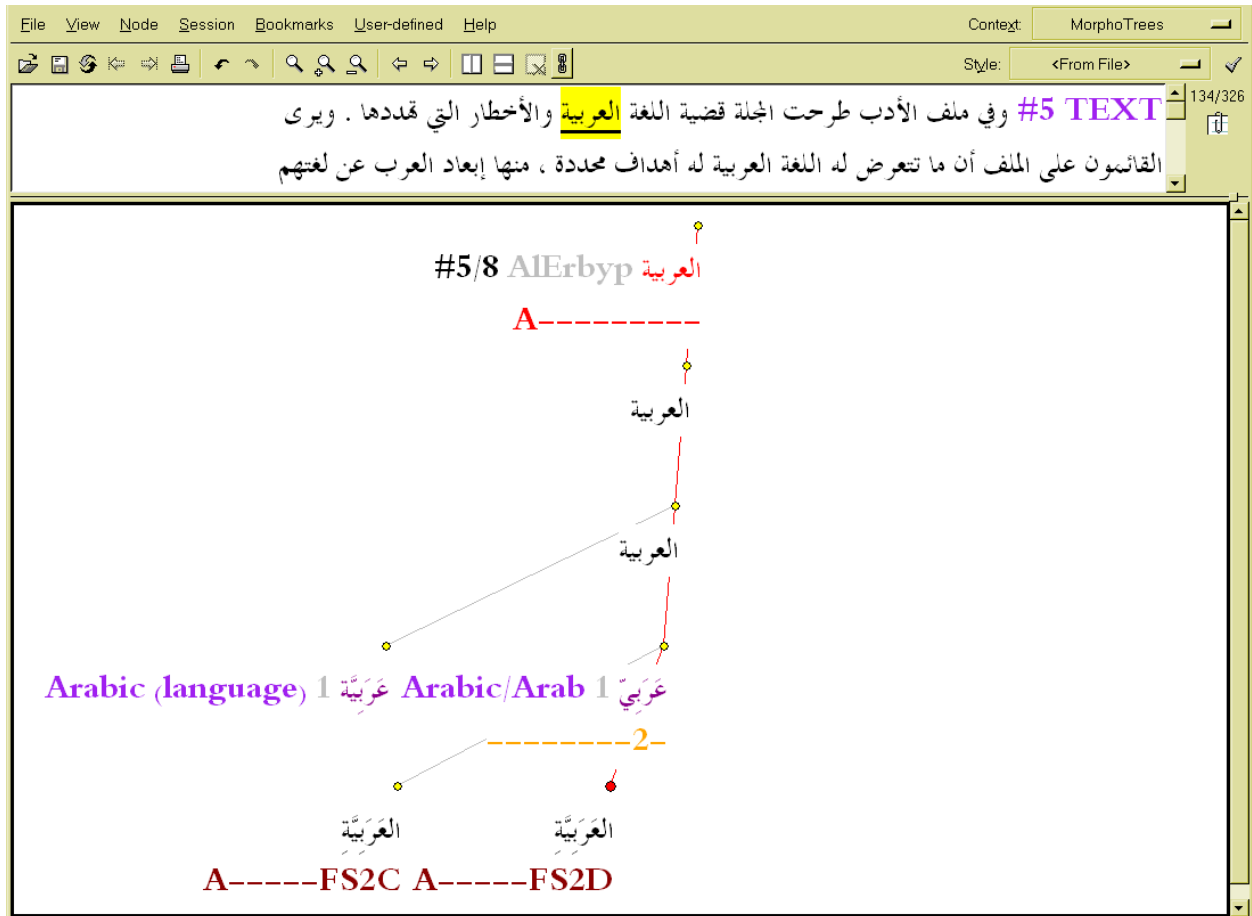 File View Node Session Bookmarks User-defined Help Context: MorphoTrees
Style: <From File>
#5 TEXT وفي ملف الأدب طرحت المجلة قضية اللغة العربية والأخطار التي تهددها . ويرى
134/326
القائمون على الملف أن ما تتعرض له اللغة العربية له أهداف محددة ، منها إبعاد العرب عن لغتهم
#5/8 AlErbyp العربية
A---------
العربية
العربية
Arabic (language) 1 عَرَبِيَّة Arabic/Arab 1 عَرَبِيّ
--------2-
العَرَبِيَّةِ العَرَبِيَّةِ
A-----FS2C A-----FS2D